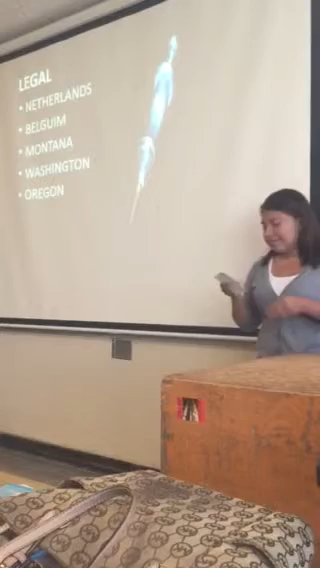 LEGAL
• NETHERLANDS
• BELGUIM
• MONTANA
• WASHINGTON
• OREGON